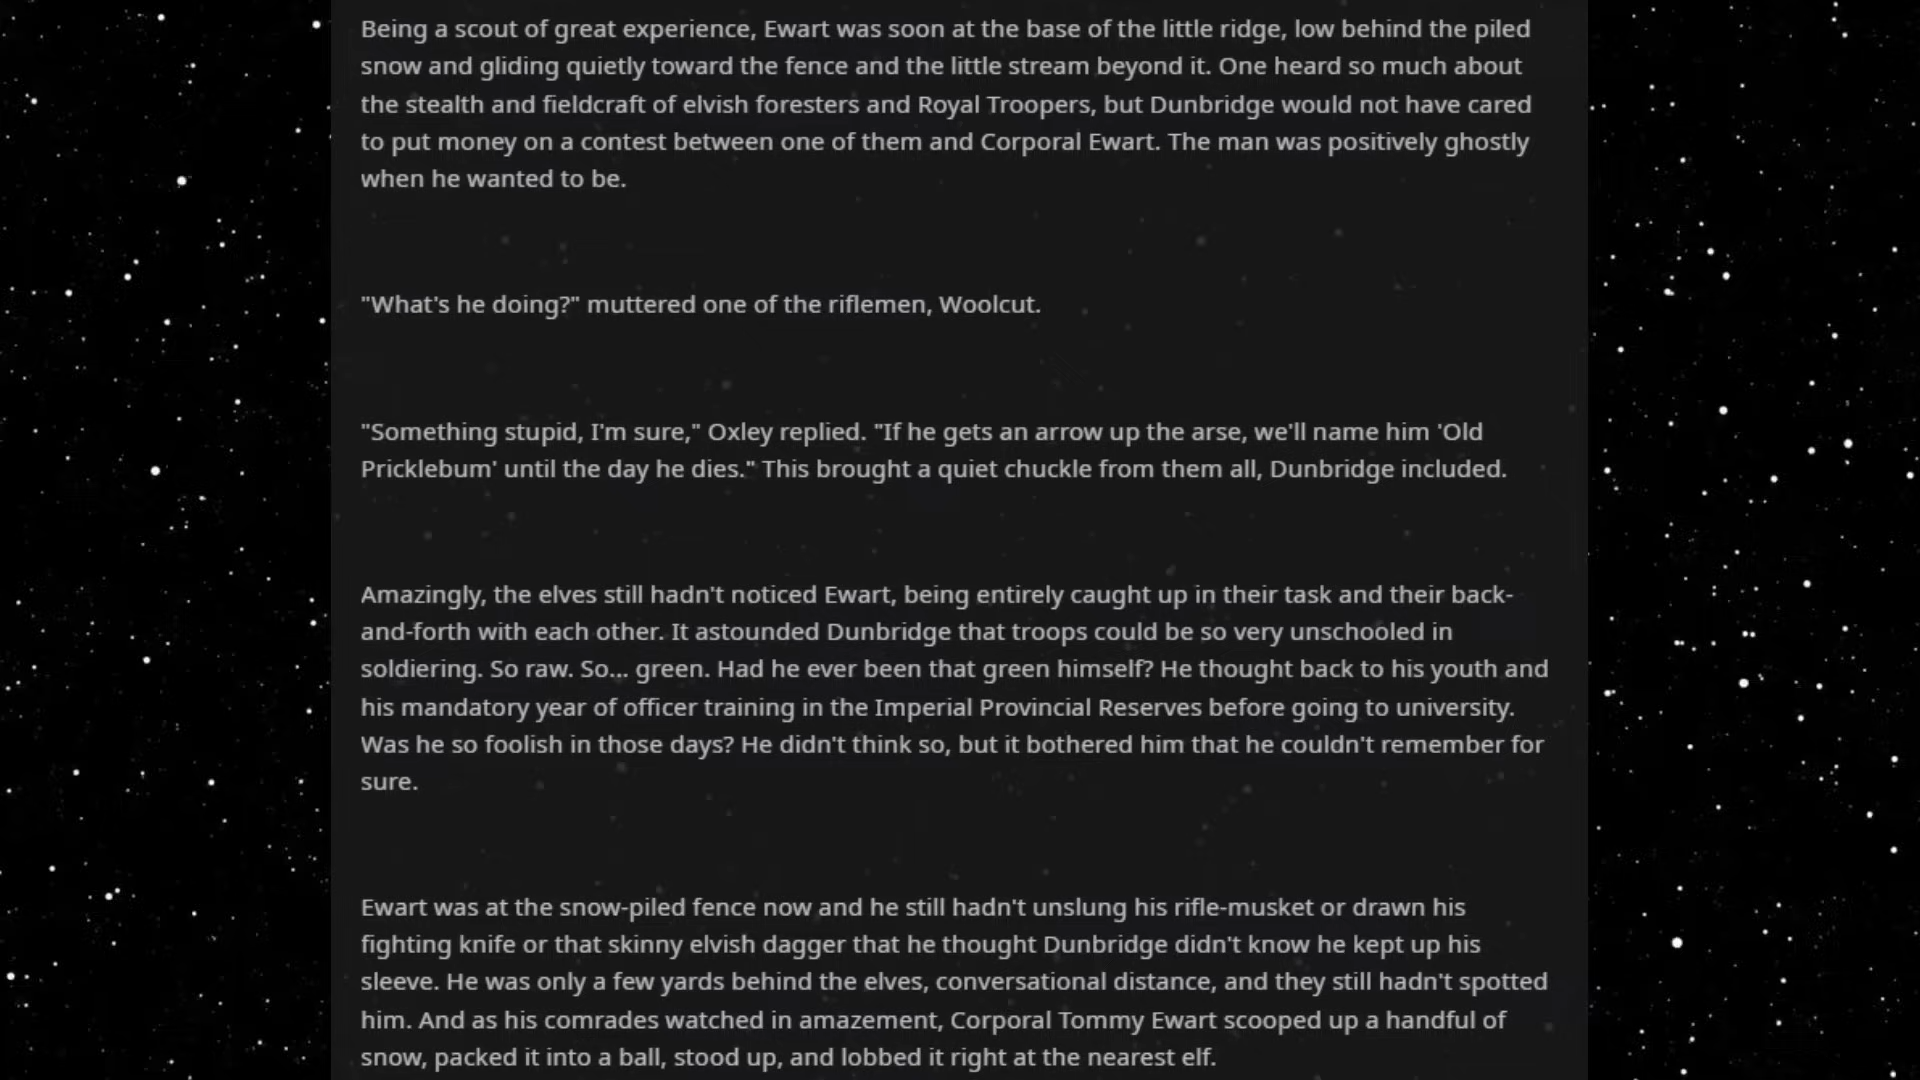 Being a scout of great experience, Ewart was soon at the base of the little ridge, low behind the piled
snow and gliding quietly toward the fence and the little stream beyond it. One heard so much about
the stealth and fieldcraft of elvish foresters and Royal Troopers, but Dunbridge would not have cared
to put money on a contest between one of them and Corporal Ewart. The man was positively ghostly
when he wanted to be.
"What's he doing?" muttered one of the riflemen, Woolcut.
"Something stupid, I'm sure," Oxley replied. "If he gets an arrow up the arse, we'll name him 'Old
Pricklebum' until the day he dies." This brought a quiet chuckle from them all, Dunbridge included.
Amazingly, the elves still hadn't noticed Ewart, being entirely caught up in their task and their back-
and-forth with each other. It astounded Dunbridge that troops could be so very unschooled in
soldiering. So raw. So... green. Had he ever been that green himself? He thought back to his youth and
his mandatory year of officer training in the Imperial Provincial Reserves before going to university.
Was he so foolish in those days? He didn't think so, but it bothered him that he couldn't remember for
sure.
Ewart was at the snow-piled fence now and he still hadn't unslung his rifle-musket or drawn his
fighting knife or that skinny elvish dagger that he thought Dunbridge didn't know he kept up his
sleeve. He was only a few yards behind the elves, conversational distance, and they still hadn't spotted
him. And as his comrades watched in amazement, Corporal Tommy Ewart scooped up a handful of
snow, packed it into a ball, stood up, and lobbed it right at the nearest elf.